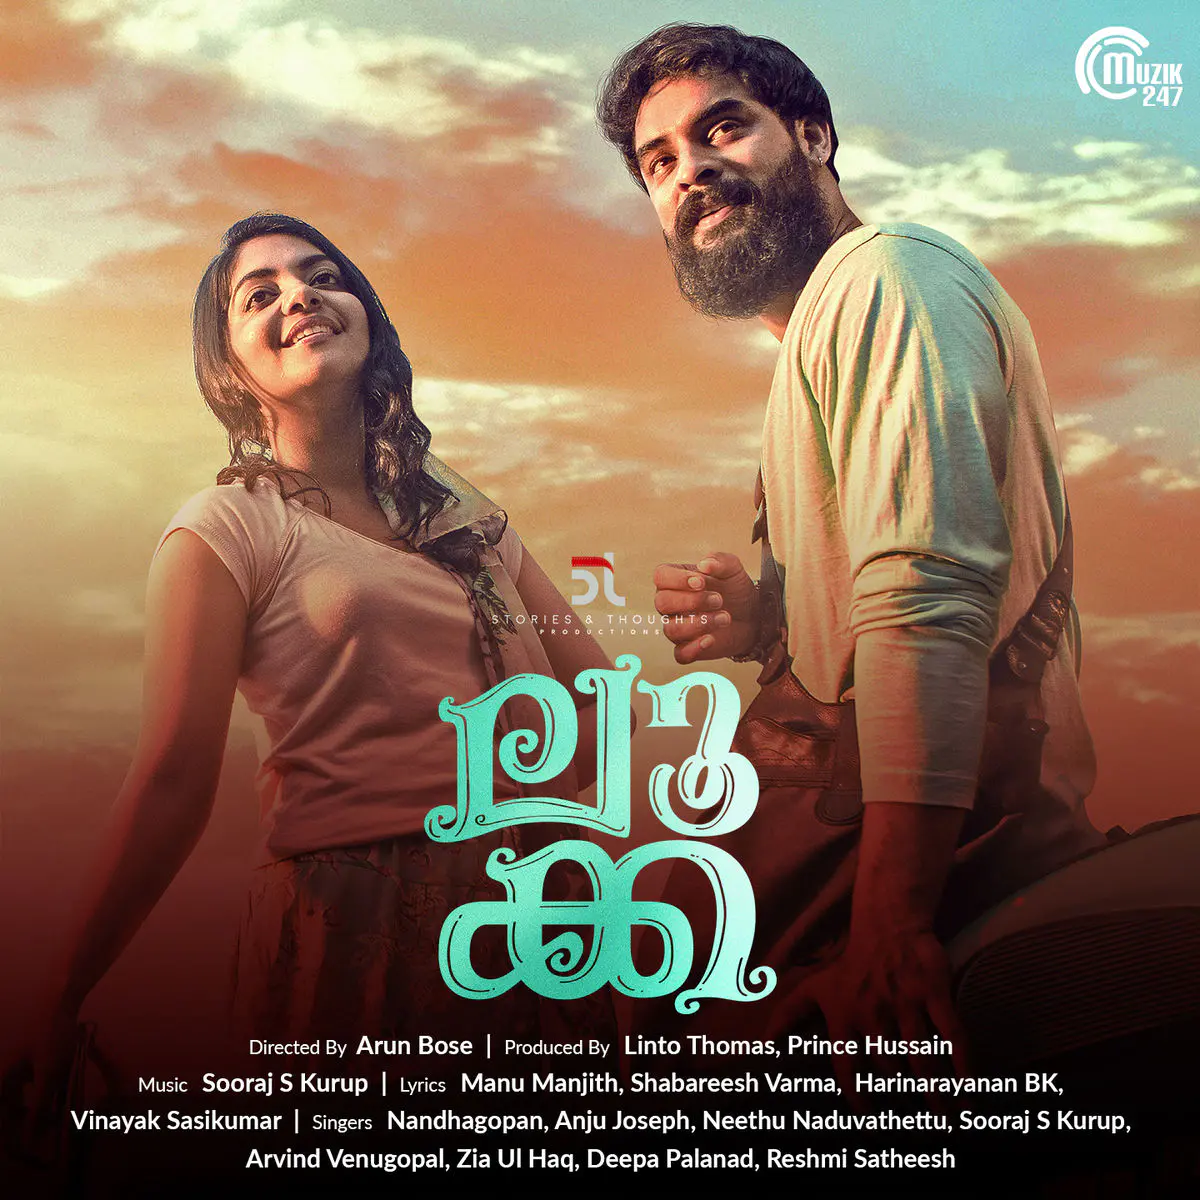 MUZIK
247
STORIES & THOUGHTS
PRODUCTIONS
ലൂ
ക്ക
Directed By Arun Bose | Produced By Linto Thomas, Prince Hussain
Music Sooraj S Kurup | Lyrics Manu Manjith, Shabareesh Varma, Harinarayanan BK,
Vinayak Sasikumar | Singers Nandhagopan, Anju Joseph, Neethu Naduvathettu, Sooraj S Kurup,
Arvind Venugopal, Zia Ul Haq, Deepa Palanad, Reshmi Satheesh